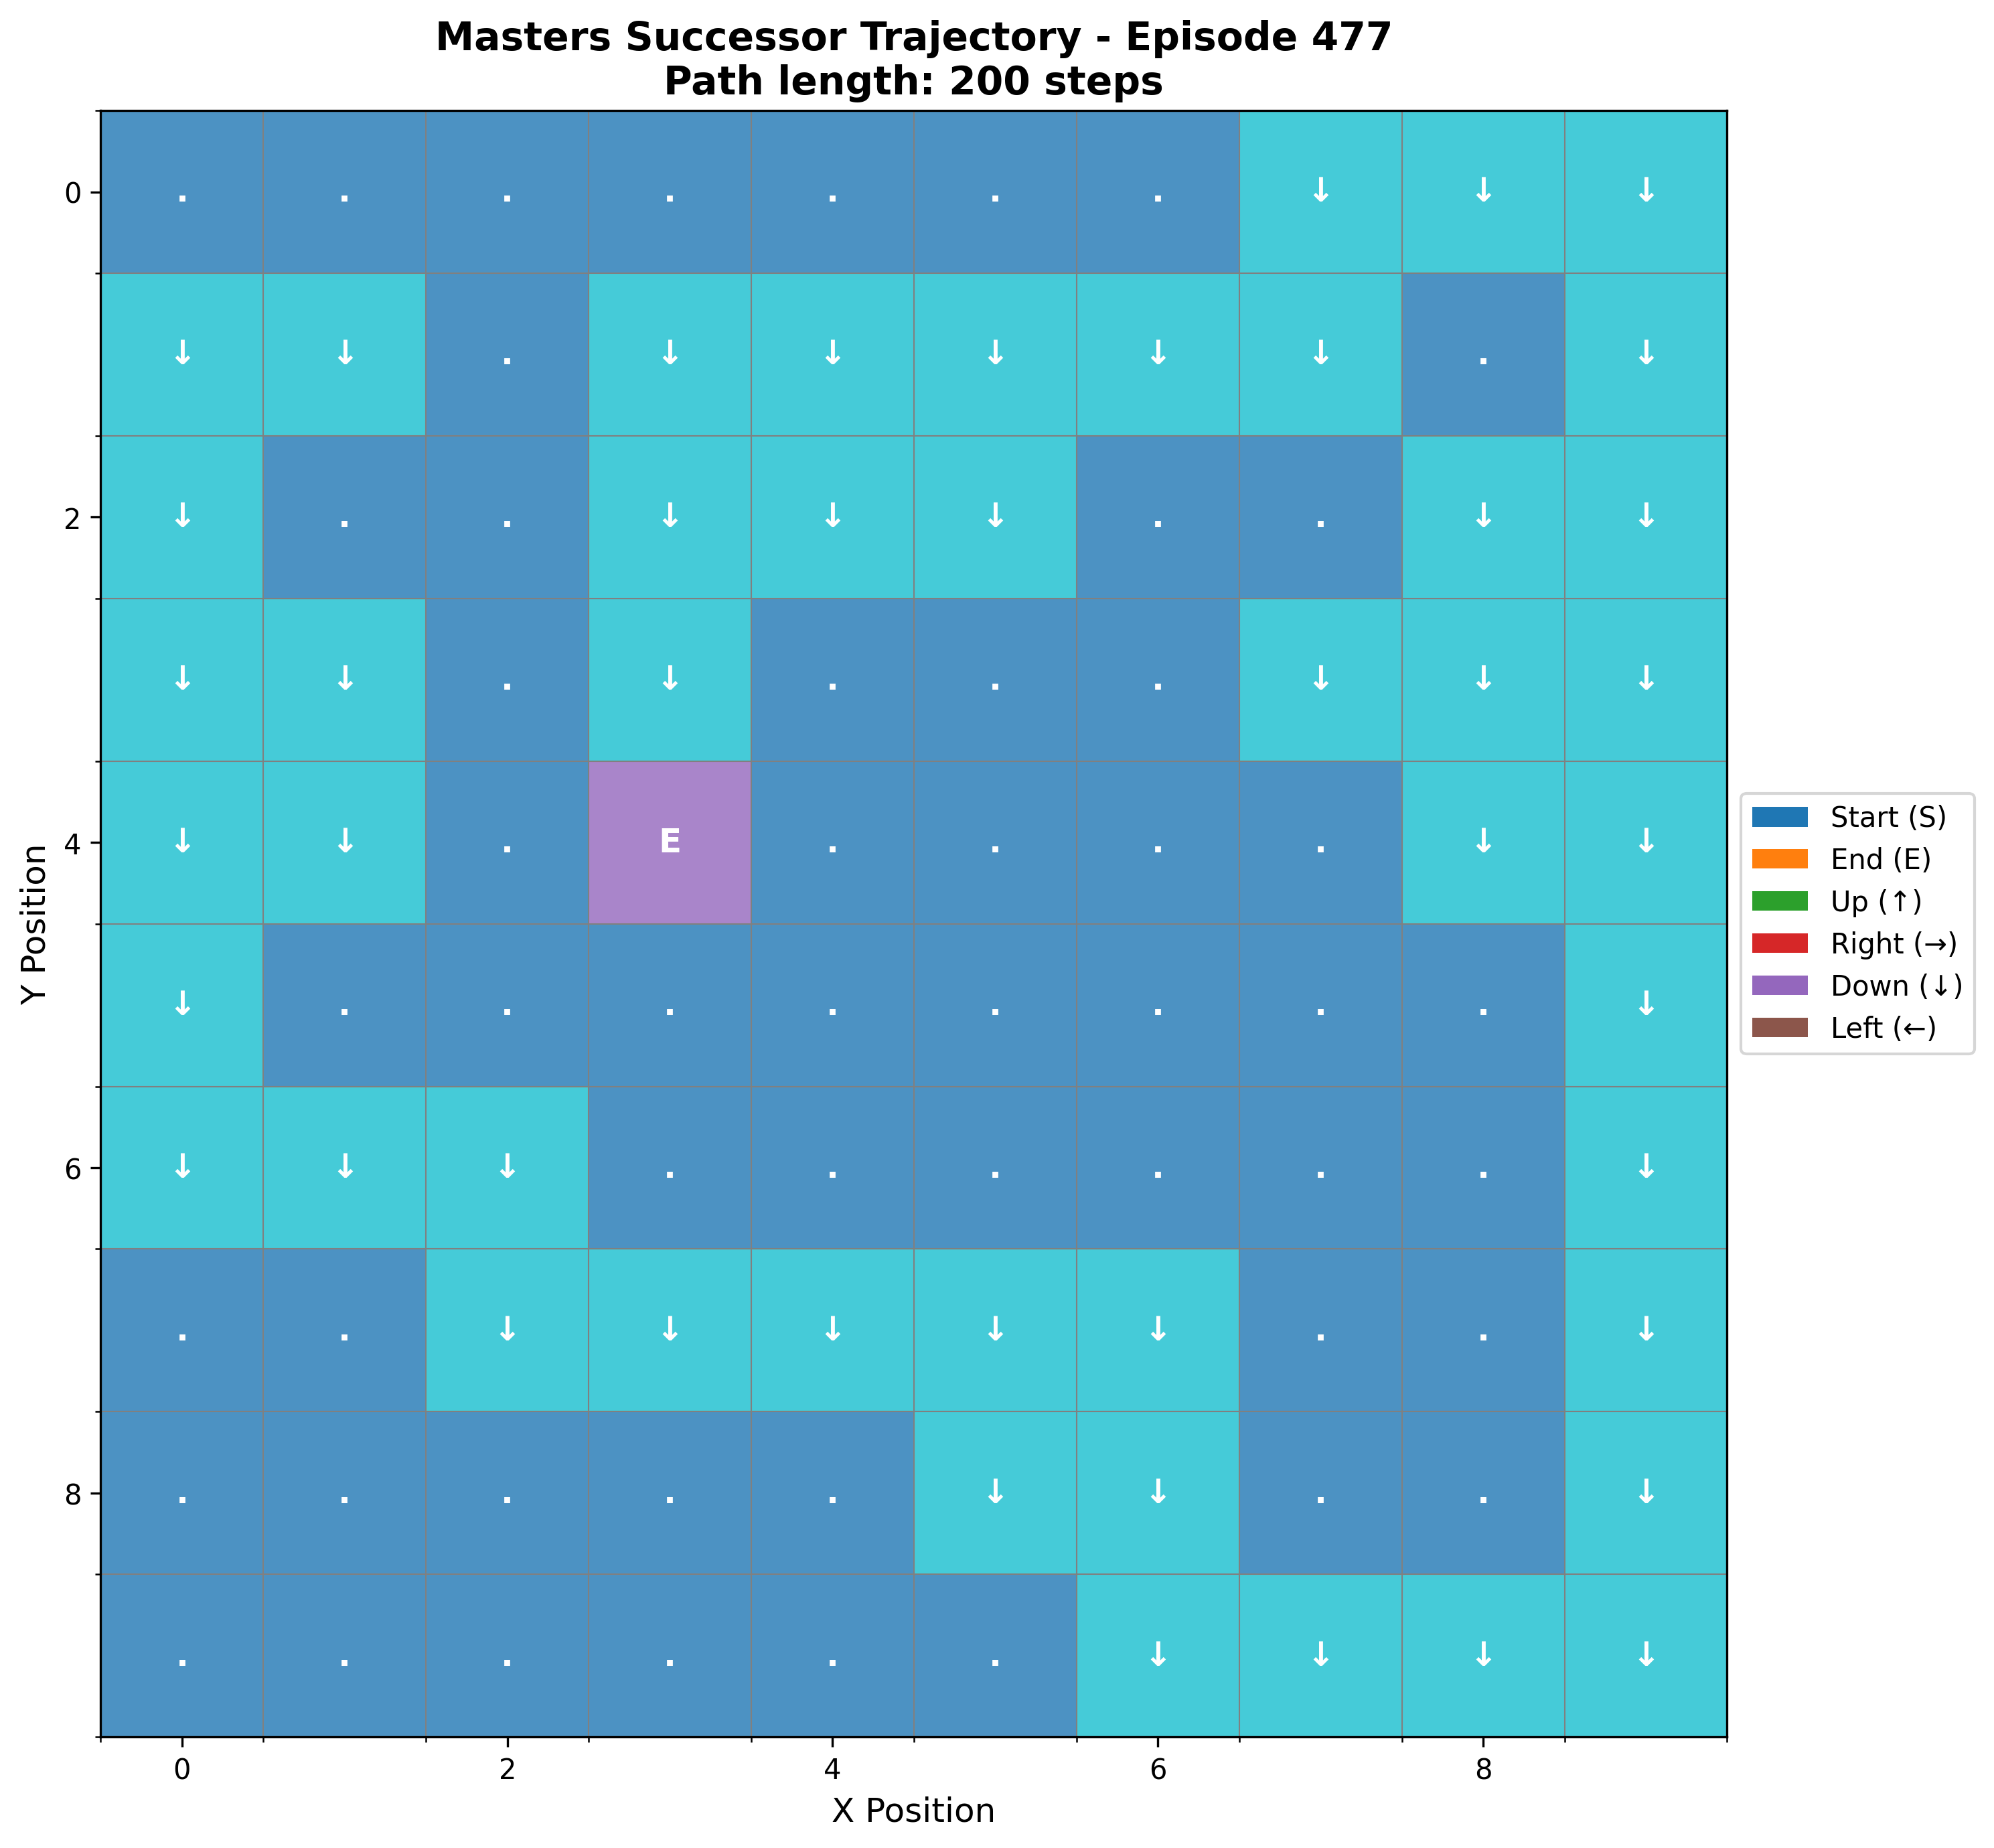 Masters Successor Trajectory - Episode 477
Path length: 200 steps
0 . . . . . . . ↓ ↓ ↓
↓ ↓ . ↓ ↓ ↓ ↓ ↓ . ↓
2 ↓ . . ↓ ↓ ↓ . . ↓ ↓
↓ ↓ . ↓ . . . ↓ ↓ ↓
4 ↓ ↓ . E . . . . ↓ ↓
↓ . . . . . . . . ↓
6 ↓ ↓ ↓ . . . . . . ↓
. . ↓ ↓ ↓ ↓ ↓ . . ↓
8 . . . . . ↓ ↓ . . ↓
. . . . . . ↓ ↓ ↓ ↓
0 2 4 6 8
X Position
Y Position
Start (S)
End (E)
Up (↑)
Right (→)
Down (↓)
Left (←)